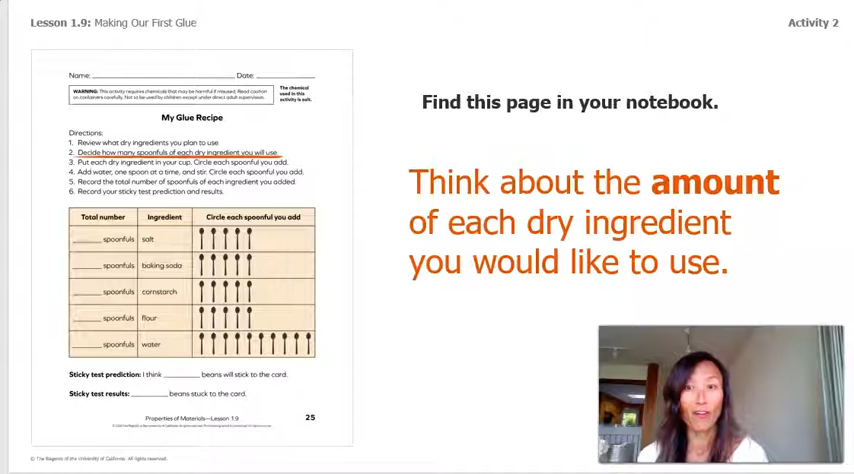 Lesson 1.9: Making Our First Glue
Activity 2
Name: ____________ Date: ____________
WARNING: This activity requires chemicals that may be harmful if misused. Read caution
on containers carefully. Not to be used by children except under direct adult supervision.
The chemical
used in this
activity is salt.
My Glue Recipe
Directions:
1. Review what dry ingredients you plan to use.
2. Decide how many spoonfuls of each dry ingredient you will use.
3. Put each dry ingredient in your cup. Circle each spoonful you add.
4. Add water, one spoon at a time, and stir. Circle each spoonful you add.
5. Record the total number of spoonfuls of each ingredient you added.
6. Record your sticky test prediction and results.
Total number Ingredient Circle each spoonful you add
______ spoonfuls salt
______ spoonfuls baking soda
______ spoonfuls cornstarch
______ spoonfuls flour
______ spoonfuls water
Sticky test prediction: I think ________ beans will stick to the card.
Sticky test results: ________ beans stuck to the card.
Properties of Materials—Lesson 1.9
25
Find this page in your notebook.
Think about the amount
of each dry ingredient
you would like to use.
© The Regents of the University of California. All rights reserved.